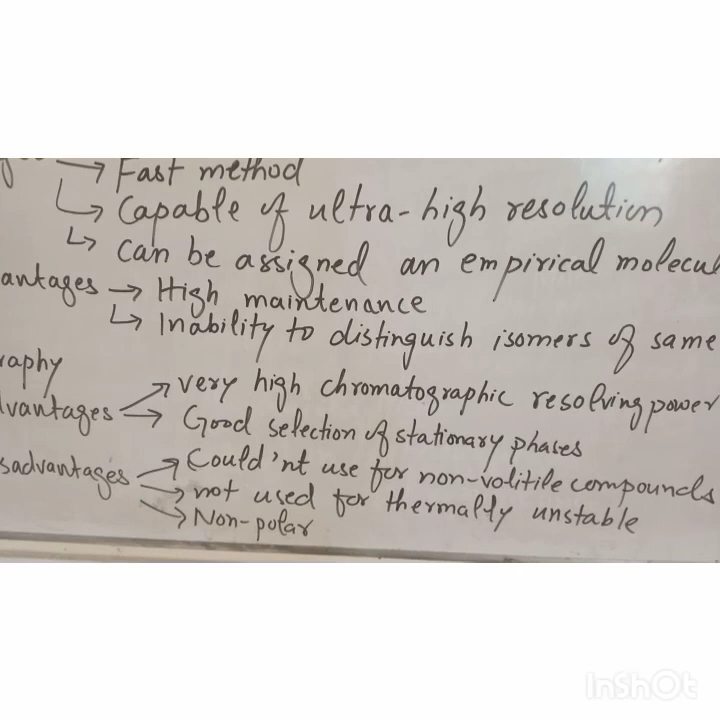 → Fast method
↳ Capable of ultra-high resolution
↳ can be assigned an empirical molecul
antages → High maintenance
↳ Inability to distinguish isomers of same
raphy
vantages → very high chromatographic resolving power
→ Good selection of stationary phases
sadvantages → Could'nt use for non-volitile compounds
→ not used for thermally unstable
→ Non-polar
InShOt